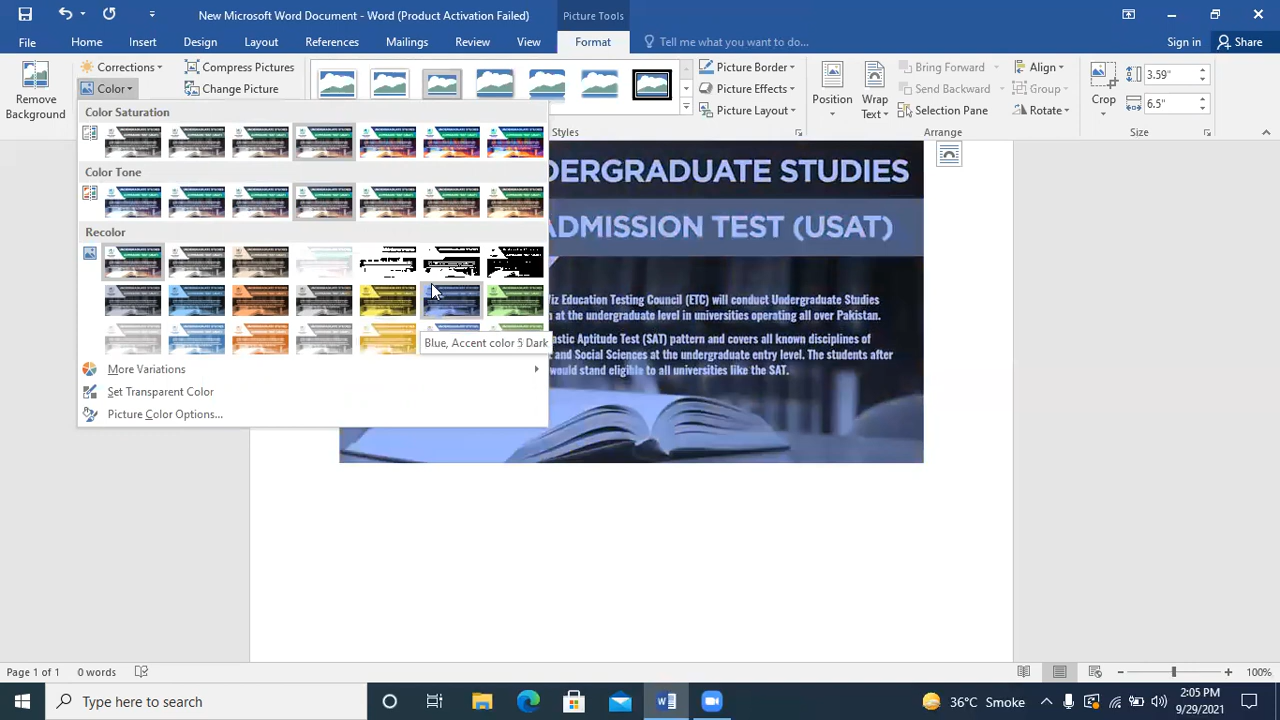 New Microsoft Word Document - Word (Product Activation Failed)
Picture Tools
File
Home
Insert
Design
Layout
References
Mailings
Review
View
Format
Tell me what you want to do...
Sign in
Share
Remove
Background
Corrections
Color
Compress Pictures
Change Picture
Picture Border
Picture Effects
Picture Layout
Position
Wrap
Text
Bring Forward
Send Backward
Selection Pane
Align
Group
Rotate
Crop
3.59"
6.5"
Styles
Arrange
Size
Color Saturation
Color Tone
Recolor
Blue, Accent color 5 Dark
More Variations
Set Transparent Color
Picture Color Options...
DERGRADUATE STUDIES
ADMISSION TEST (USAT)
Viz Education Testing Council (ETC) will conduct Undergraduate Studies
at the undergraduate level in universities operating all over Pakistan.
lastic Aptitude Test (SAT) pattern and covers all known disciplines of
and Social Sciences at the undergraduate entry level. The students after
would stand eligible to all universities like the SAT.
Page 1 of 1
0 words
100%
Type here to search
36°C Smoke
2:05 PM
9/29/2021